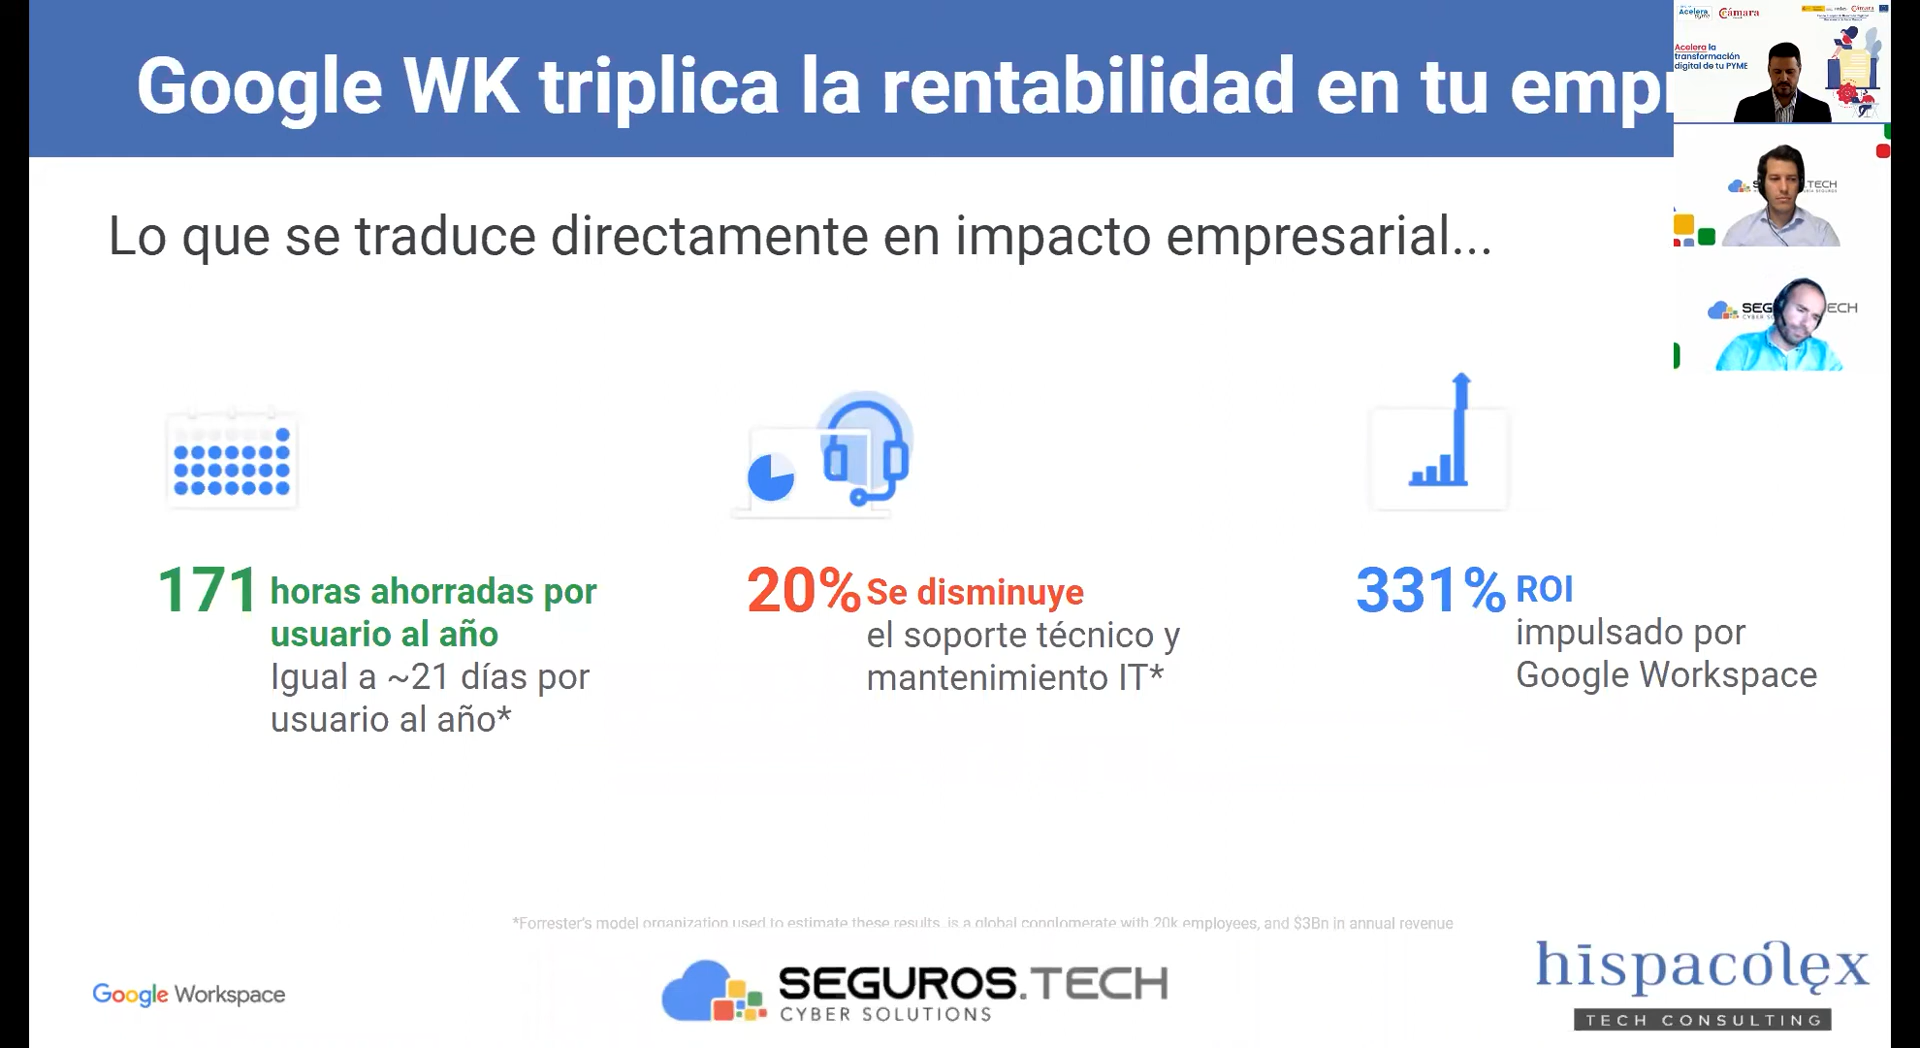 Google WK triplica la rentabilidad en tu empr
Lo que se traduce directamente en impacto empresarial...
171 horas ahorradas por
usuario al año
Igual a ~21 días por
usuario al año*
20% Se disminuye
el soporte técnico y
mantenimiento IT*
331% ROI
impulsado por
Google Workspace
*Forrester's model organization used to estimate these results, is a global conglomerate with 20k employees, and $3Bn in annual revenue
Google Workspace
SEGUROS.TECH
CYBER SOLUTIONS
hispacolex
TECH CONSULTING
Acelera pyme
Cámara
Acelera la
transformación
digital de tu PYME
S TECH
SEG ECH